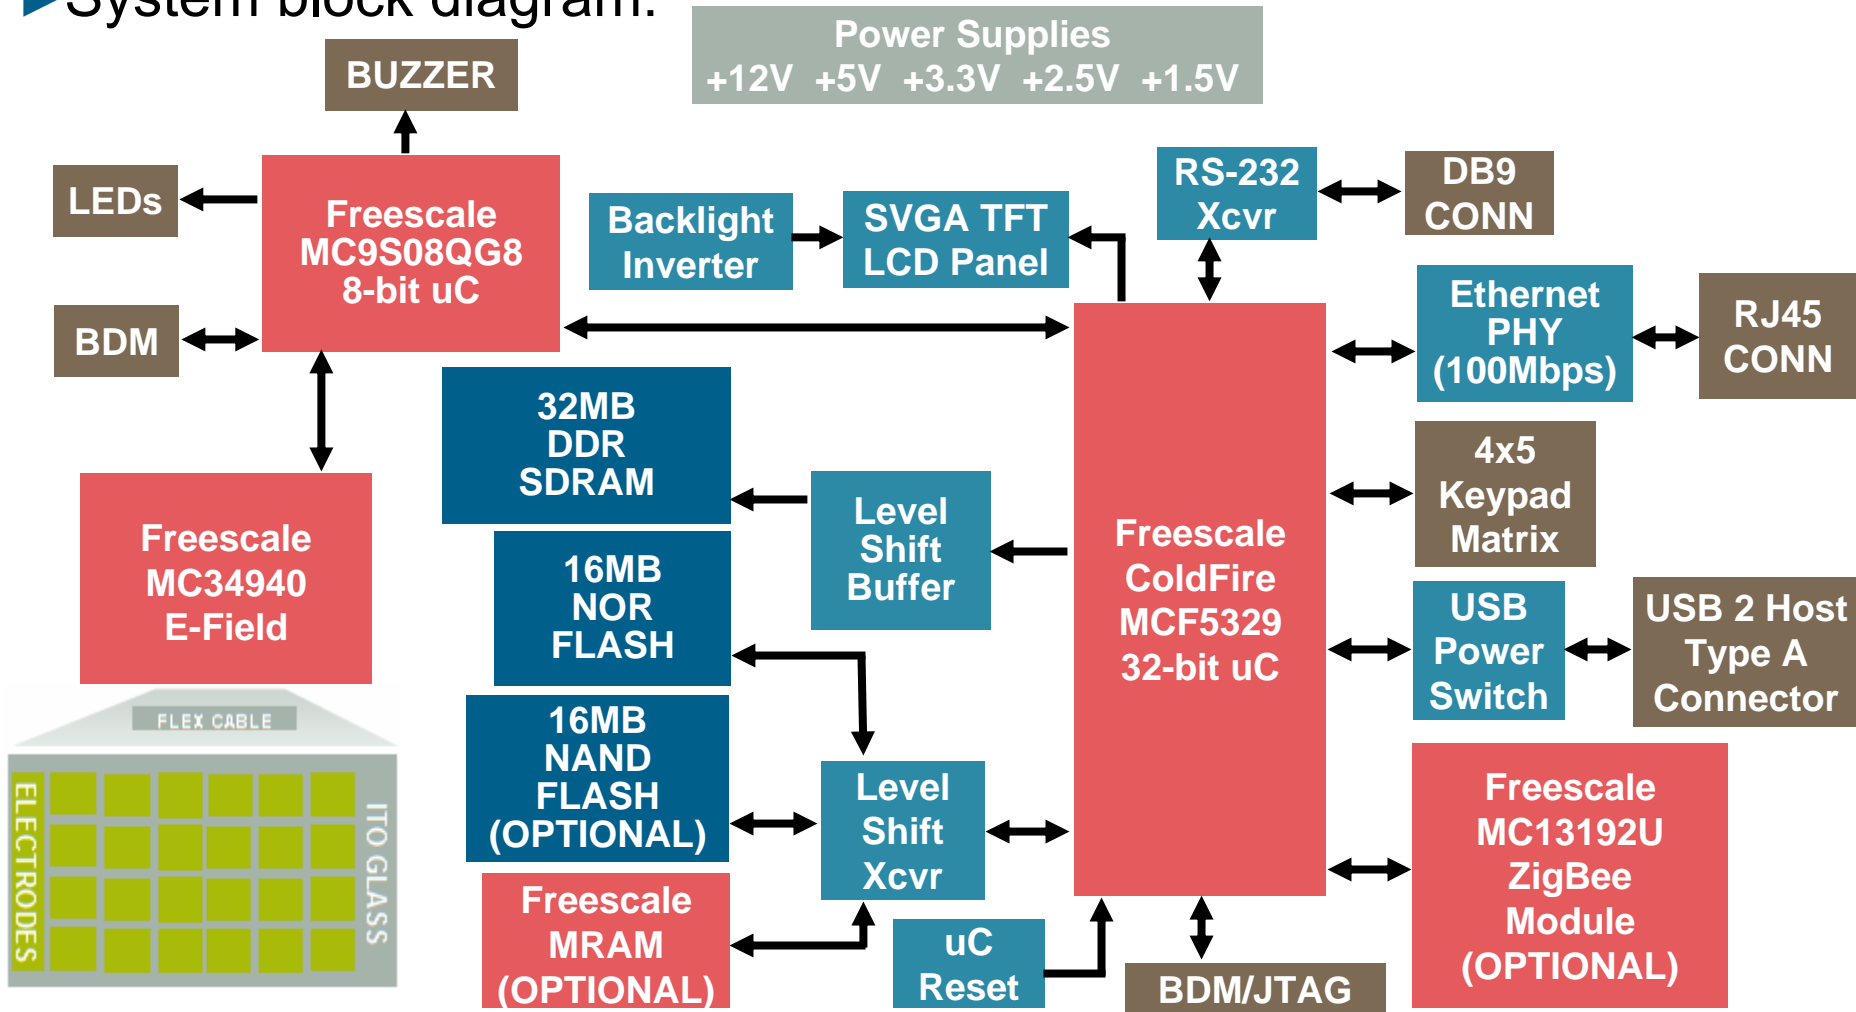 ►System block diagram:
Power Supplies
+12V +5V +3.3V +2.5V +1.5V
BUZZER
LEDs
Freescale
MC9S08QG8
8-bit uC
BDM
Backlight
Inverter
SVGA TFT
LCD Panel
RS-232
Xcvr
DB9
CONN
Ethernet
PHY
(100Mbps)
RJ45
CONN
32MB
DDR
SDRAM
Level
Shift
Buffer
4x5
Keypad
Matrix
Freescale
MC34940
E-Field
16MB
NOR
FLASH
Freescale
ColdFire
MCF5329
32-bit uC
USB
Power
Switch
USB 2 Host
Type A
Connector
FLEX CABLE
ELECTRODES
ITO GLASS
16MB
NAND
FLASH
(OPTIONAL)
Level
Shift
Xcvr
Freescale
MC13192U
ZigBee
Module
(OPTIONAL)
Freescale
MRAM
(OPTIONAL)
uC
Reset
BDM/JTAG